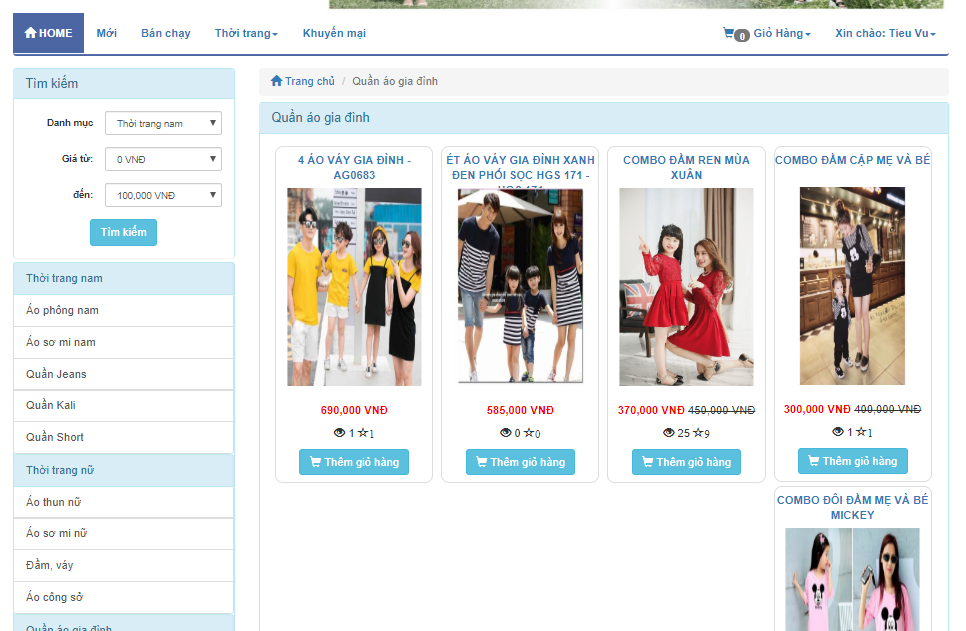 HOME
Mới
Bán chạy
Thời trang
Khuyến mại
0 Giỏ Hàng
Xin chào: Tieu Vu
Tìm kiếm
Danh mục Thời trang nam
Giá từ: 0 VNĐ
đến: 100,000 VNĐ
Tìm kiếm
Thời trang nam
Áo phông nam
Áo sơ mi nam
Quần Jeans
Quần Kali
Quần Short
Thời trang nữ
Áo thun nữ
Áo sơ mi nữ
Đầm, váy
Áo công sở
Quần áo gia đình
Trang chủ / Quần áo gia đình
Quần áo gia đình
4 ÁO VÁY GIA ĐÌNH -
AG0683
690,000 VNĐ
1 1
Thêm giỏ hàng
ÉT ÁO VÁY GIA ĐÌNH XANH
ĐEN PHỐI SỌC HGS 171 -
HGS 171
585,000 VNĐ
0 0
Thêm giỏ hàng
COMBO ĐẦM REN MÙA
XUÂN
370,000 VNĐ 450,000 VNĐ
25 9
Thêm giỏ hàng
COMBO ĐẦM CẶP MẸ VÀ BÉ
300,000 VNĐ 400,000 VNĐ
1 1
Thêm giỏ hàng
COMBO ĐÔI ĐẦM MẸ VÀ BÉ
MICKEY